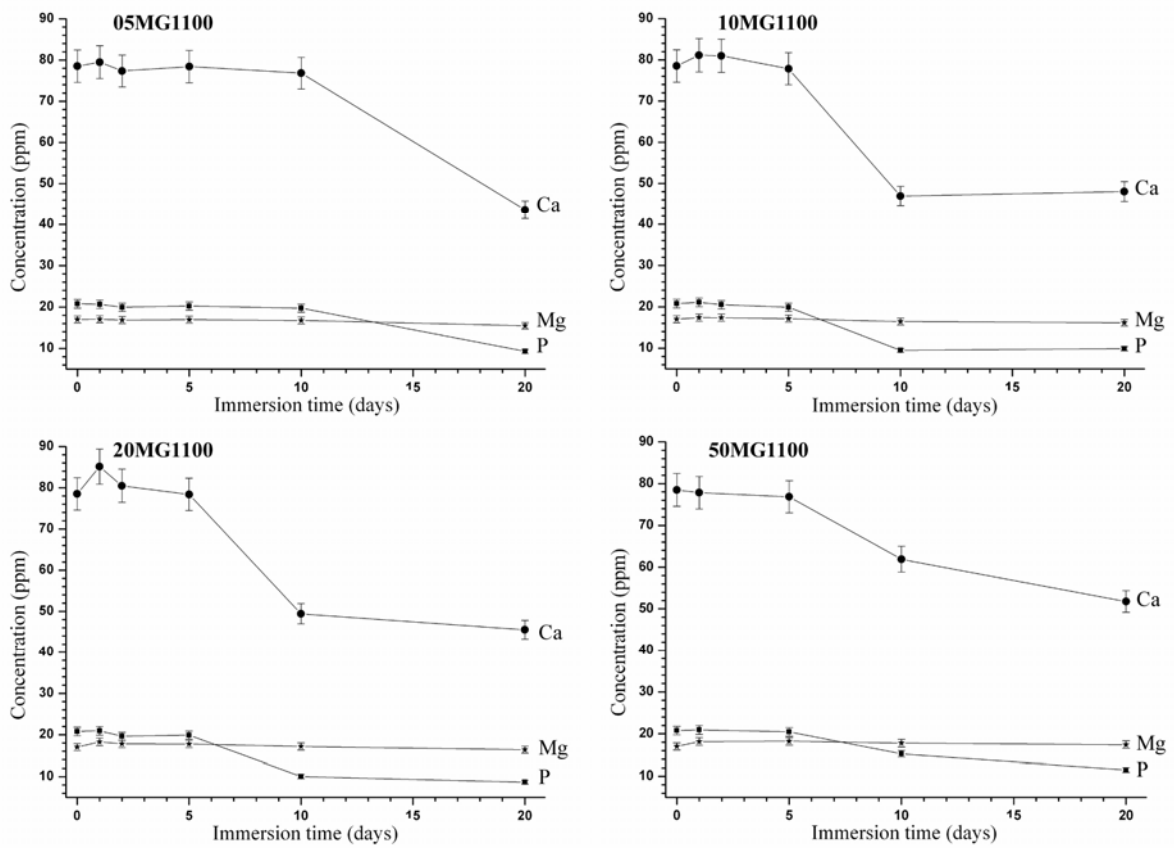 05MG1100
Concentration (ppm)
90
80
70
60
50
40
30
20
10
Ca
Mg
P
0 5 10 15 20
Immersion time (days)
10MG1100
Concentration (ppm)
90
80
70
60
50
40
30
20
10
Ca
Mg
P
0 5 10 15 20
Immersion time (days)
20MG1100
Concentration (ppm)
90
80
70
60
50
40
30
20
10
Ca
Mg
P
0 5 10 15 20
Immersion time (days)
50MG1100
Concentration (ppm)
90
80
70
60
50
40
30
20
10
Ca
Mg
P
0 5 10 15 20
Immersion time (days)